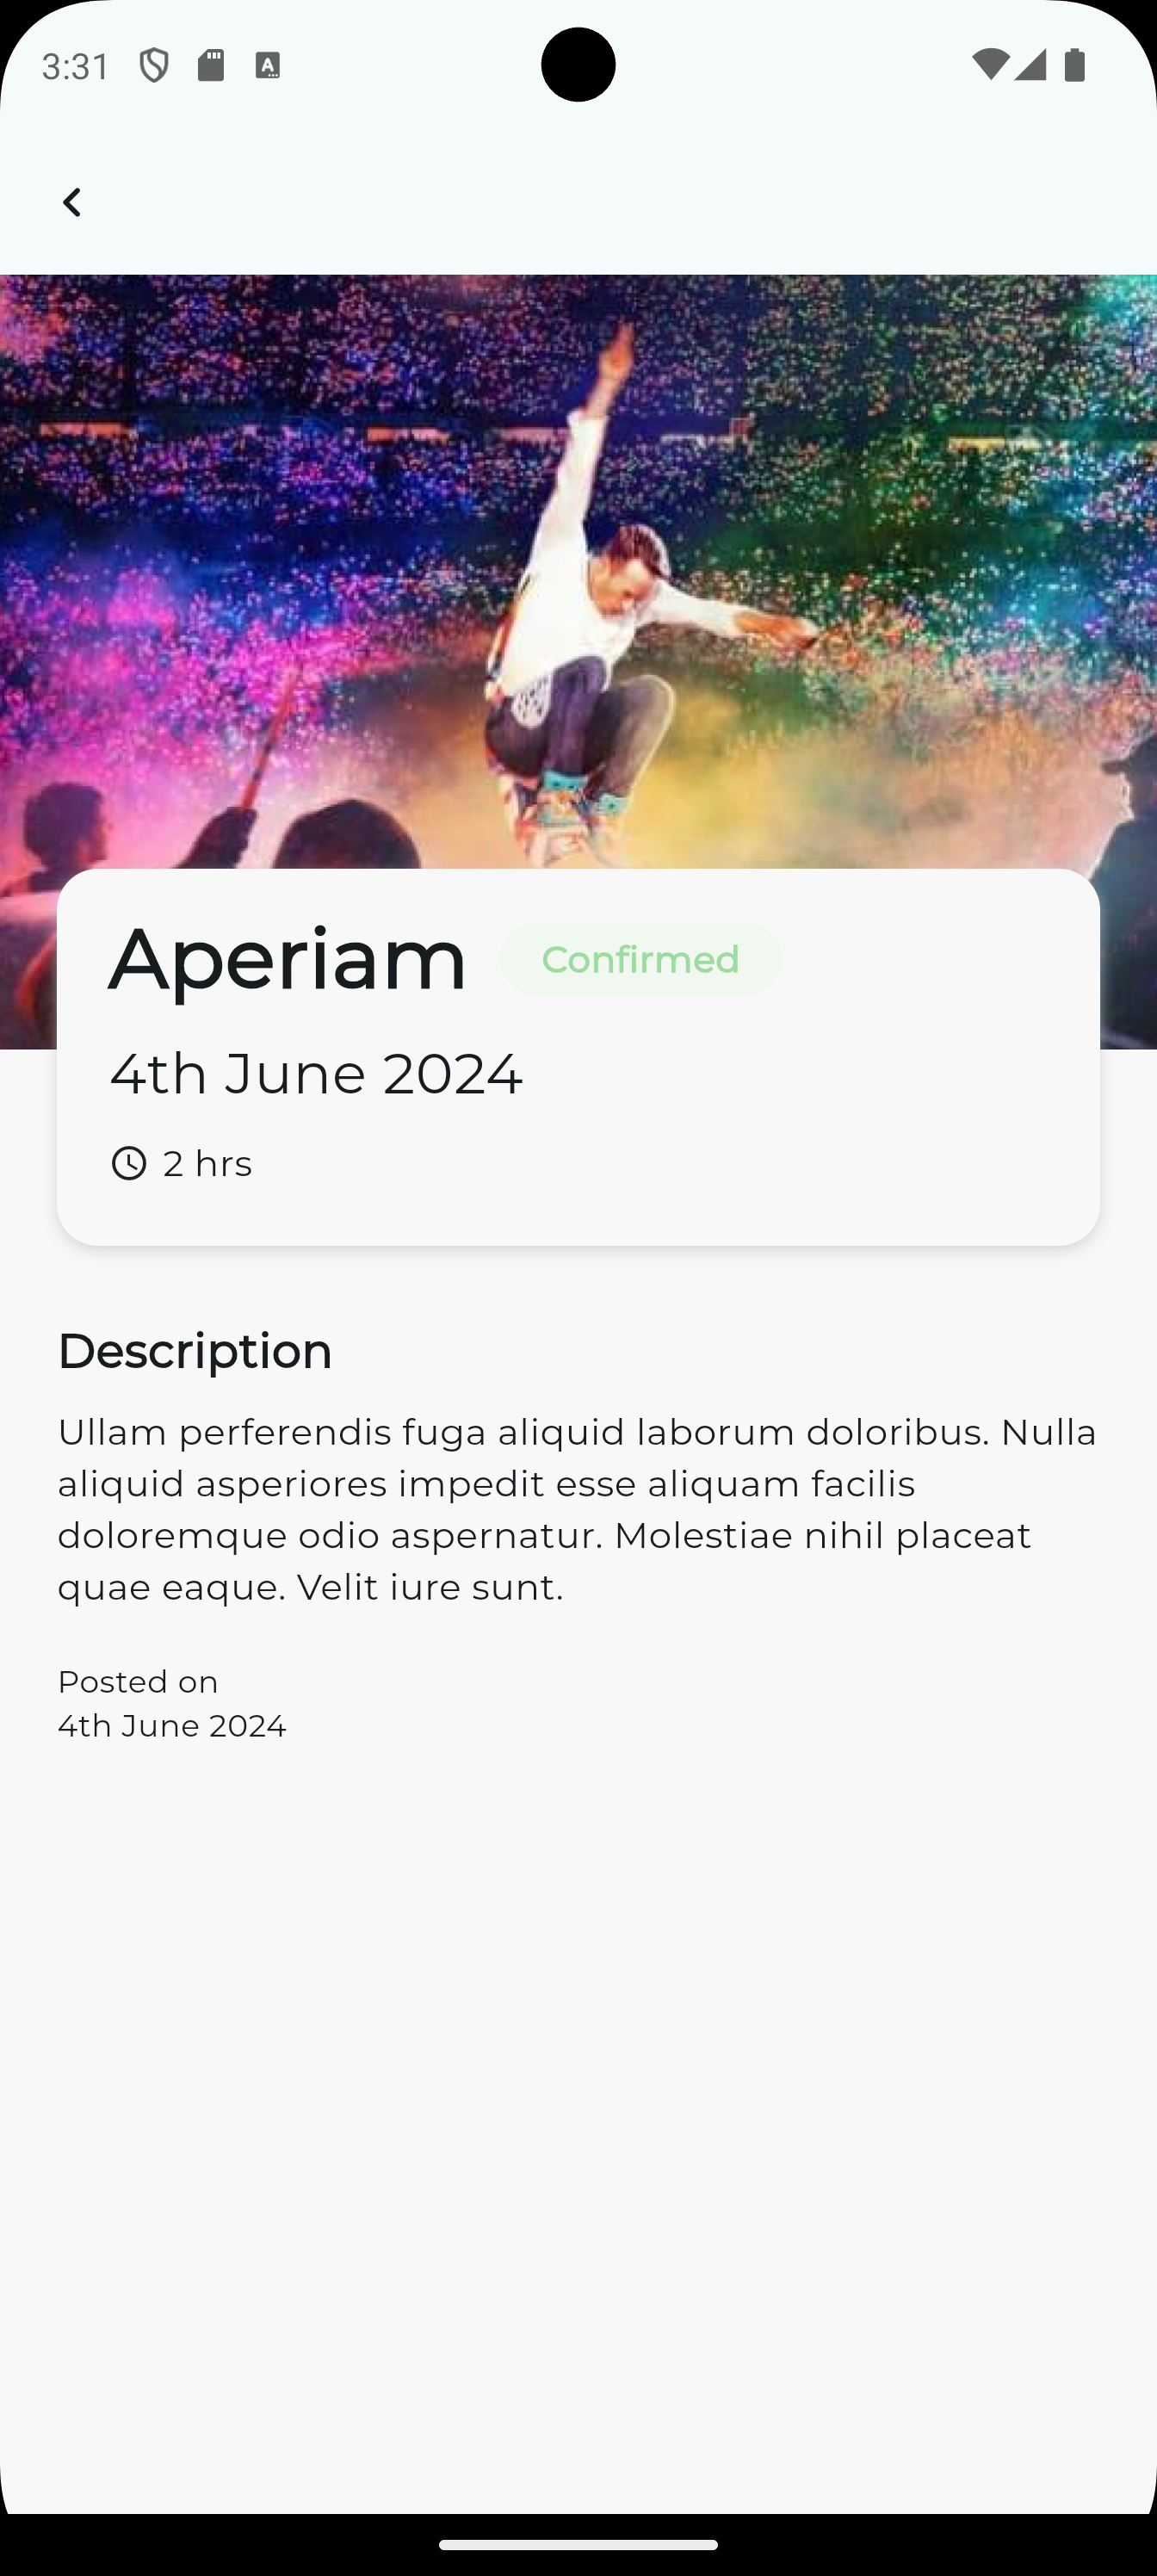 3:31
A
Aperiam
Confirmed
4th June 2024
2 hrs
Description
Ullam perferendis fuga aliquid laborum doloribus. Nulla
aliquid asperiores impedit esse aliquam facilis
doloremque odio aspernatur. Molestiae nihil placeat
quae eaque. Velit iure sunt.
Posted on
4th June 2024